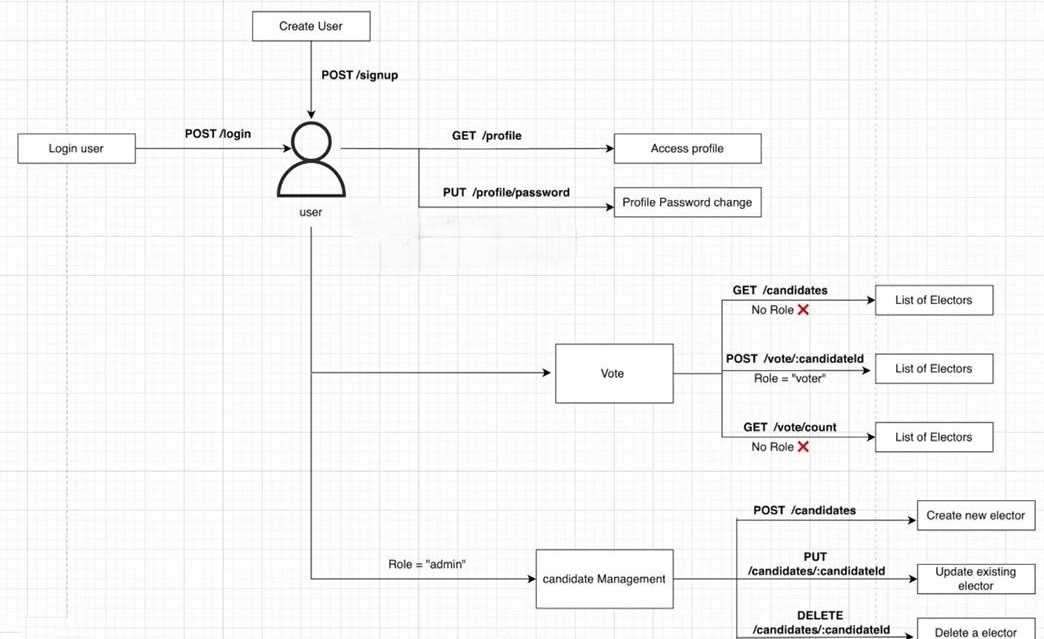 Create User
POST /signup
Login user
POST /login
user
GET /profile
Access profile
PUT /profile/password
Profile Password change
Vote
GET /candidates
No Role ❌
List of Electors
POST /vote/:candidateId
Role = "voter"
List of Electors
GET /vote/count
No Role ❌
List of Electors
Role = "admin"
candidate Management
POST /candidates
Create new elector
PUT
/candidates/:candidateId
Update existing
elector
DELETE
/candidates/:candidateId
Delete a elector